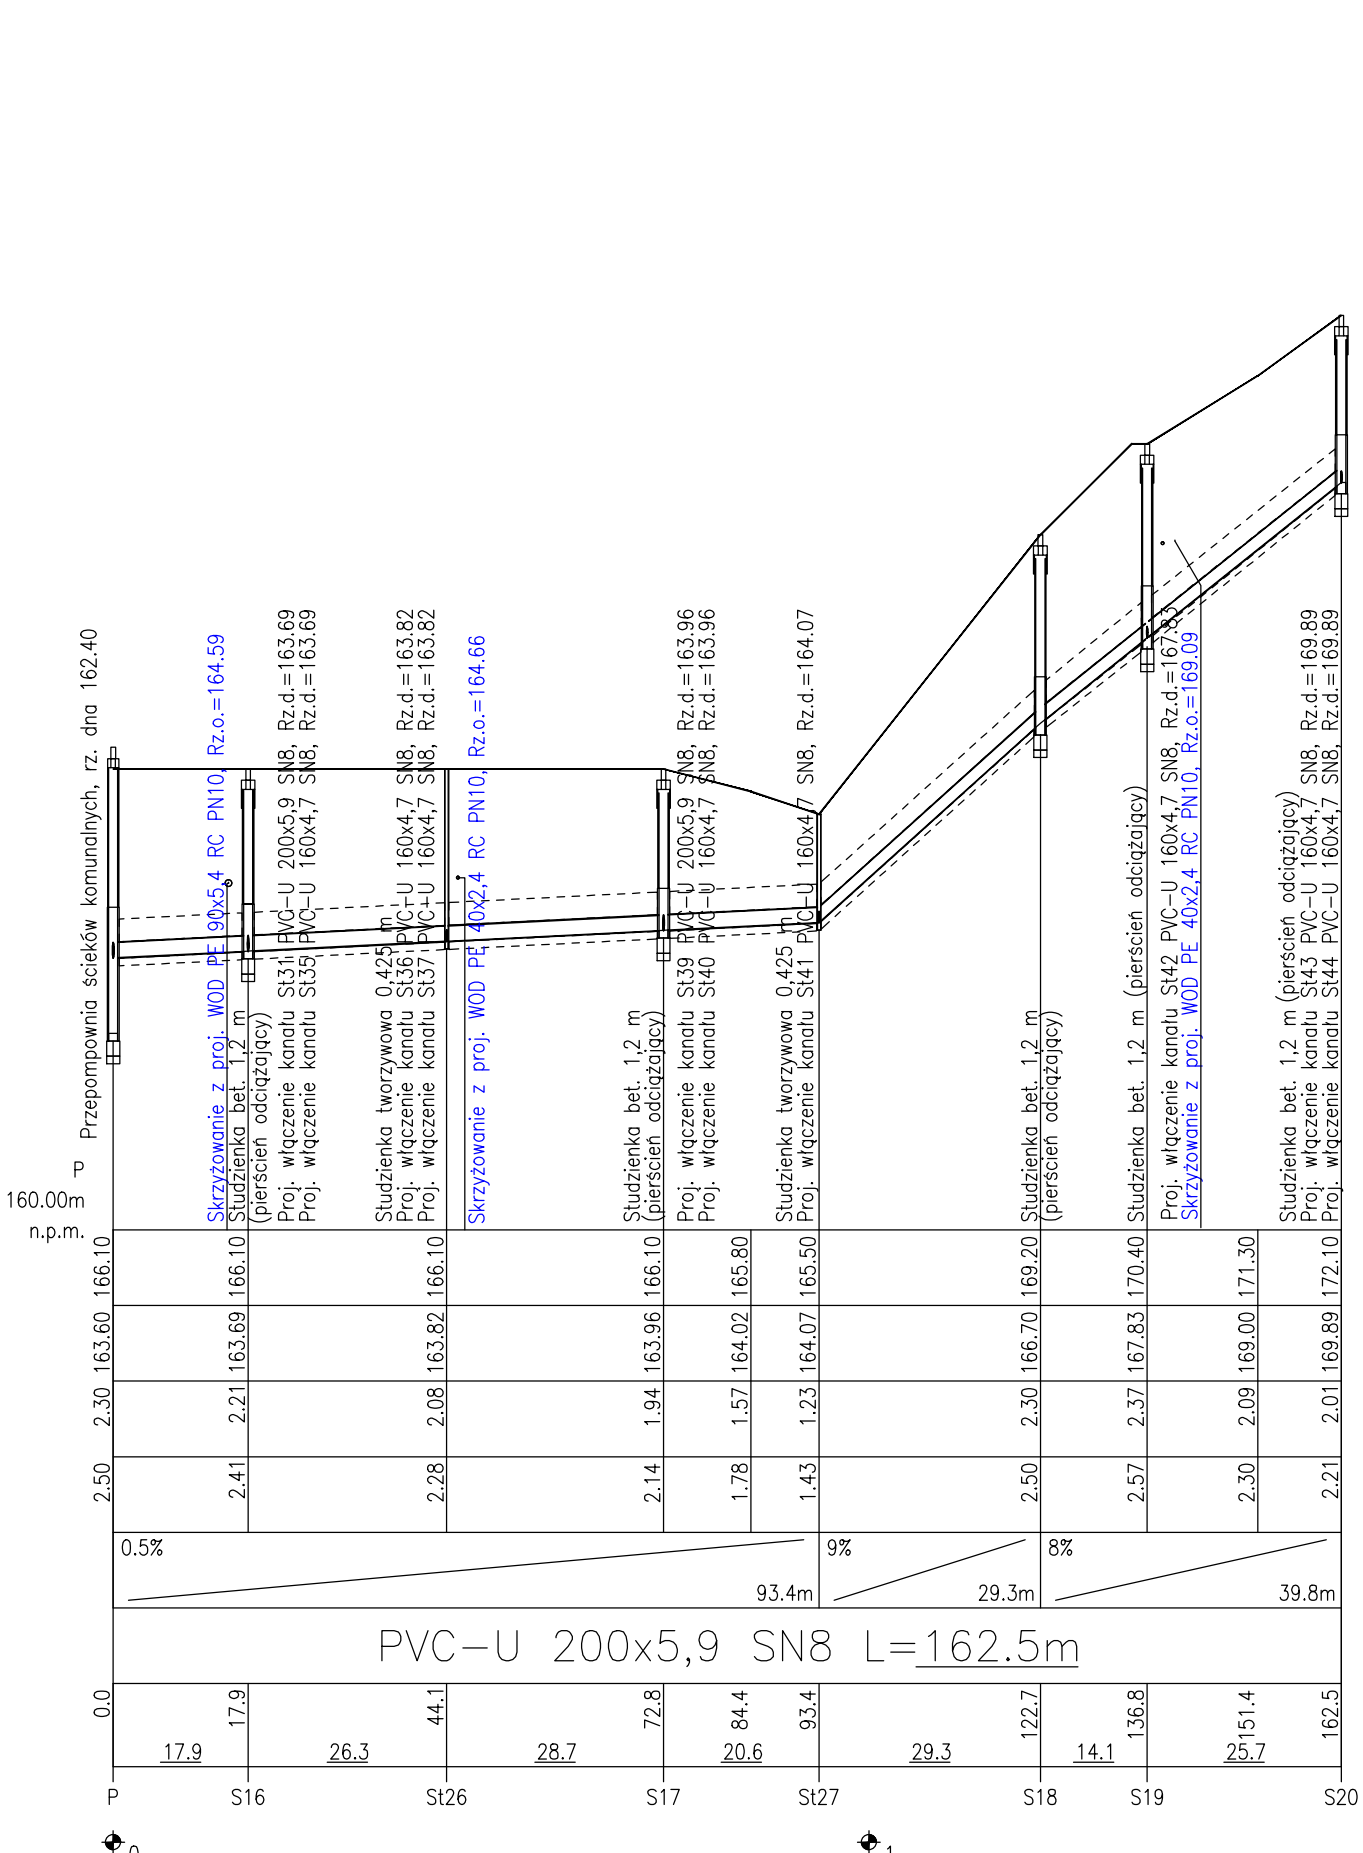 Przepompownia ścieków komunalnych, rz. dna 162.40
Skrzyżowanie z proj. WOD PE 90x5,4 RC PN10, Rz.o.=164.59
Studzienka bet. 1,2 m
(pierścień odciążający)
Proj. włączenie kanału St31 PVC-U 200x5,9 SN8, Rz.d.=163.69
Proj. włączenie kanału St35 PVC-U 160x4,7 SN8, Rz.d.=163.69
Studzienka tworzywowa 0,425 m
Proj. włączenie kanału St36 PVC-U 160x4,7 SN8, Rz.d.=163.82
Proj. włączenie kanału St37 PVC-U 160x4,7 SN8, Rz.d.=163.82
Skrzyżowanie z proj. WOD PE 40x2,4 RC PN10, Rz.o.=164.66
Studzienka bet. 1,2 m
(pierścień odciążający)
Proj. włączenie kanału St39 PVC-U 200x5,9 SN8, Rz.d.=163.96
Proj. włączenie kanału St40 PVC-U 160x4,7 SN8, Rz.d.=163.96
Studzienka tworzywowa 0,425 m
Proj. włączenie kanału St41 PVC-U 160x4,7 SN8, Rz.d.=164.07
Studzienka bet. 1,2 m
(pierścień odciążający)
Studzienka bet. 1,2 m (pierścień odciążający)
Proj. włączenie kanału St42 PVC-U 160x4,7 SN8, Rz.d.=167.83
Skrzyżowanie z proj. WOD PE 40x2,4 RC PN10, Rz.o.=169.09
Studzienka bet. 1,2 m (pierścień odciążający)
Proj. włączenie kanału St43 PVC-U 160x4,7 SN8, Rz.d.=169.89
Proj. włączenie kanału St44 PVC-U 160x4,7 SN8, Rz.d.=169.89
P
160.00m
n.p.m.
166.10 166.10 166.10 166.10 165.80 165.50 169.20 170.40 171.30 172.10
163.60 163.69 163.82 163.96 164.02 164.07 166.70 167.83 169.00 169.89
2.30 2.21 2.08 1.94 1.57 1.23 2.30 2.37 2.09 2.01
2.50 2.41 2.28 2.14 1.78 1.43 2.50 2.57 2.30 2.21
0.5% 9% 8%
93.4m 29.3m 39.8m
PVC-U 200x5,9 SN8 L=162.5m
0.0 17.9 44.1 72.8 84.4 93.4 122.7 136.8 151.4 162.5
17.9 26.3 28.7 20.6 29.3 14.1 25.7
P S16 St26 S17 St27 S18 S19 S20
0 1